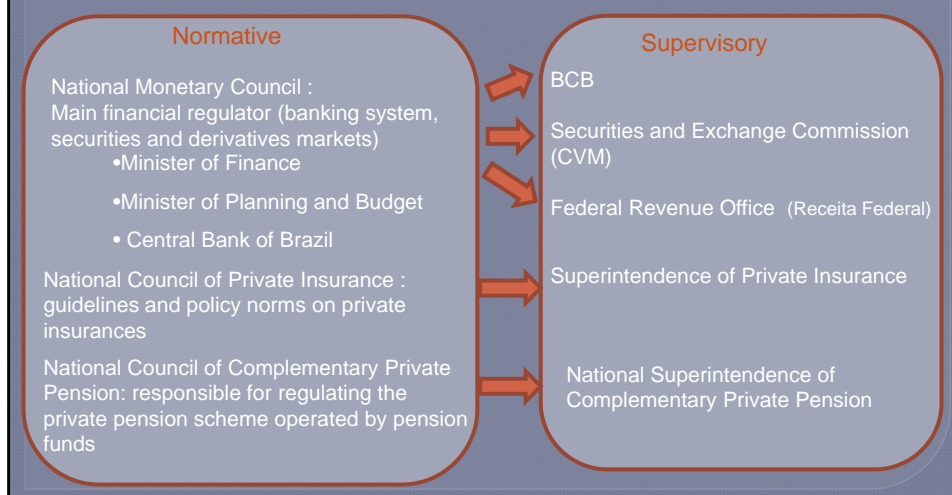 Normative
National Monetary Council :
Main financial regulator (banking system,
securities and derivatives markets)
•Minister of Finance
•Minister of Planning and Budget
• Central Bank of Brazil
National Council of Private Insurance :
guidelines and policy norms on private
insurances
National Council of Complementary Private
Pension: responsible for regulating the
private pension scheme operated by pension
funds
Supervisory
BCB
Securities and Exchange Commission
(CVM)
Federal Revenue Office (Receita Federal)
Superintendence of Private Insurance
National Superintendence of
Complementary Private Pension